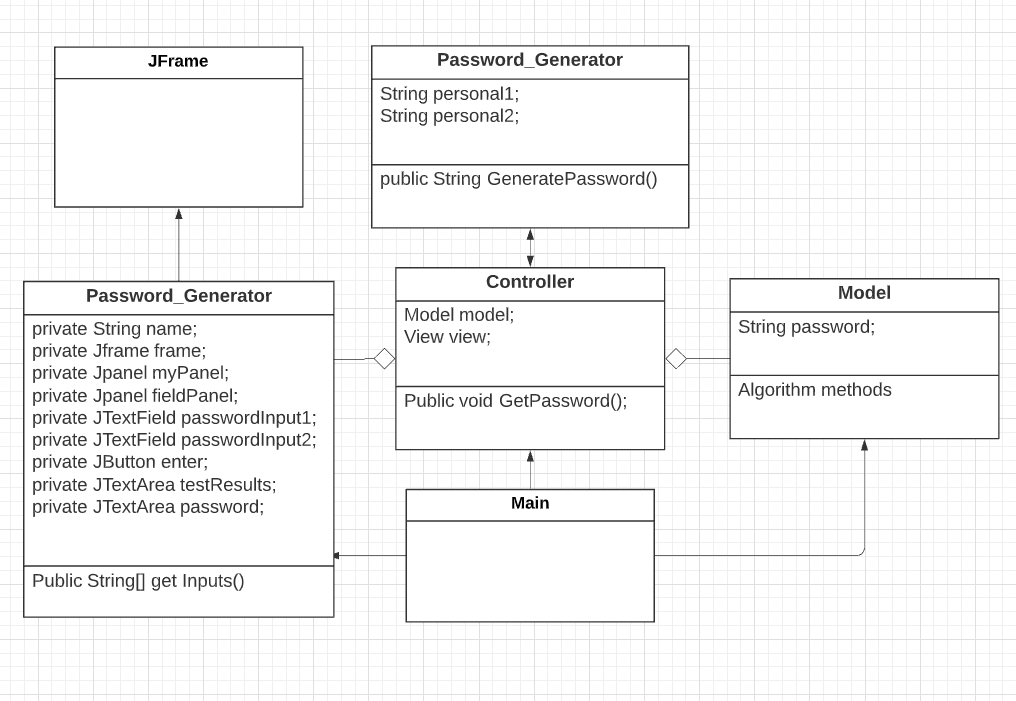 JFrame
Password_Generator
String personal1;
String personal2;
public String GeneratePassword()
Password_Generator
private String name;
private Jframe frame;
private Jpanel myPanel;
private Jpanel fieldPanel;
private JTextField passwordInput1;
private JTextField passwordInput2;
private JButton enter;
private JTextArea testResults;
private JTextArea password;
Public String[] get Inputs()
Controller
Model model;
View view;
Public void GetPassword();
Model
String password;
Algorithm methods
Main